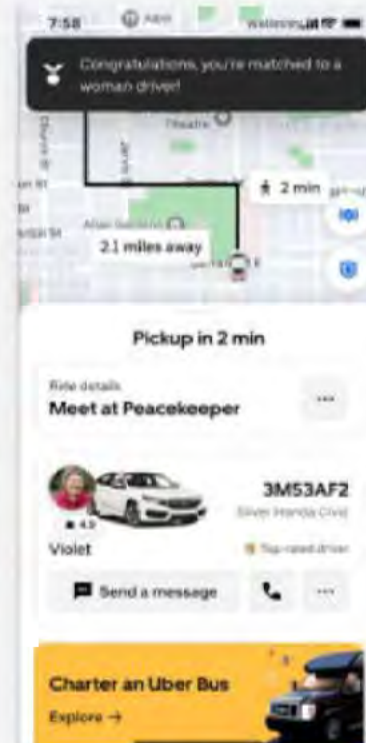 7:58
Congratulations, you're matched to a
woman driver!
Theatre
2 min
2.1 miles away
Pickup in 2 min
Ride details
Meet at Peacekeeper
3M53AF2
Silver Honda Civic
4.9
Violet
Top-rated driver
Send a message
Charter an Uber Bus
Explore →